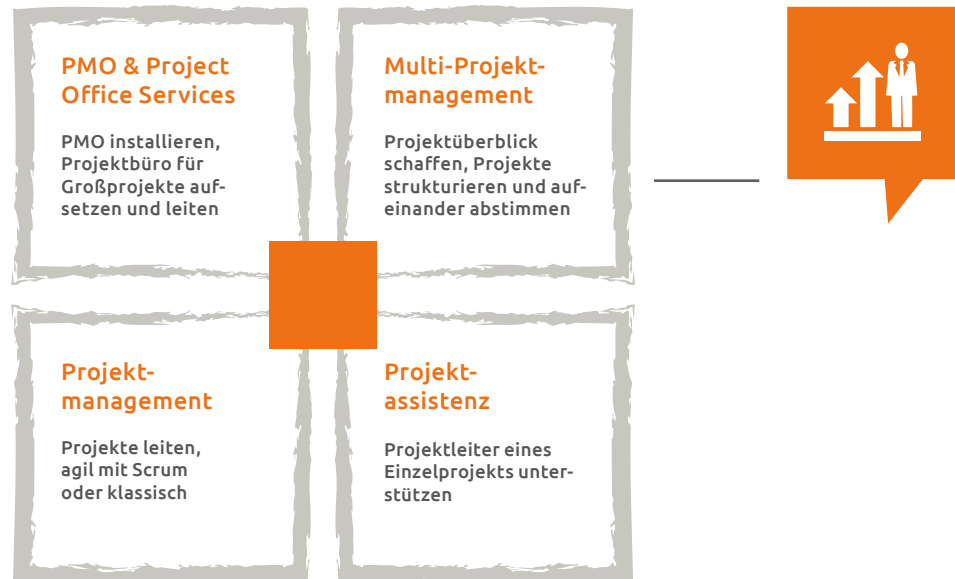 PMO & Project
Office Services
PMO installieren,
Projektbüro für
Großprojekte auf-
setzen und leiten
Multi-Projekt-
management
Projektüberblick
schaffen, Projekte
strukturieren und auf-
einander abstimmen
Projekt-
management
Projekte leiten,
agil mit Scrum
oder klassisch
Projekt-
assistenz
Projektleiter eines
Einzelprojekts unter-
stützen